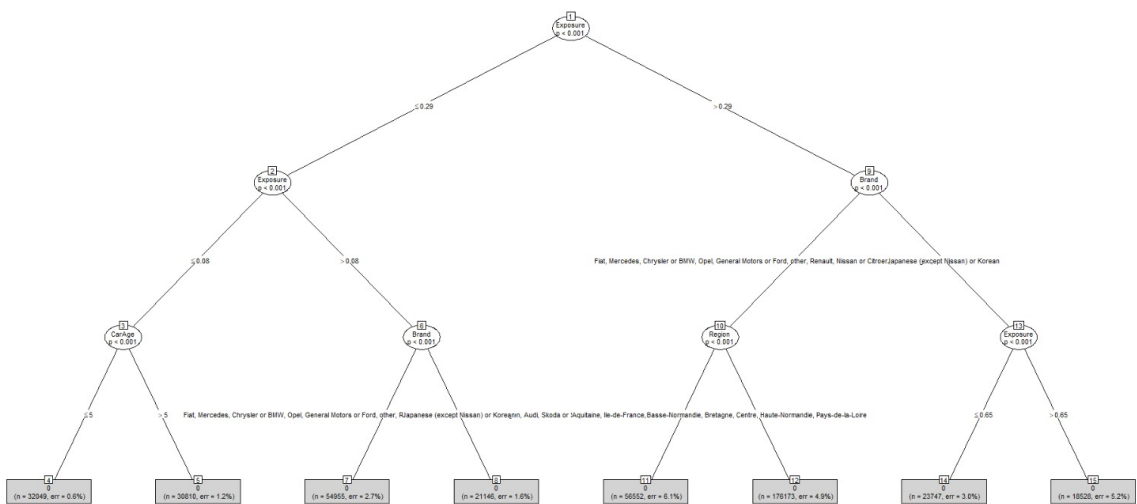 1
Exposure
p < 0.001
≤0.29
>0.29
2
Exposure
p < 0.001
9
Brand
p < 0.001
≤0.08
>0.08
Fiat, Mercedes, Chrysler or BMW, Opel, General Motors or Ford, other, Renault, Nissan or Citroen
Japanese (except Nissan) or Korean
3
CarAge
p < 0.001
6
Brand
p < 0.001
10
Region
p < 0.001
13
Exposure
p < 0.001
≤5
>5
Fiat, Mercedes, Chrysler or BMW, Opel, General Motors or Ford, other,
Japanese (except Nissan) or Korean
Audi, Skoda or
Aquitaine, Ile-de-France,
Basse-Normandie, Bretagne, Centre, Haute-Normandie, Pays-de-la-Loire
≤0.65
>0.65
4
0
(n = 32049, err = 0.6%)
5
0
(n = 30810, err = 1.2%)
7
0
(n = 54955, err = 2.7%)
8
0
(n = 21146, err = 1.6%)
11
0
(n = 56552, err = 6.1%)
12
0
(n = 176173, err = 4.9%)
14
0
(n = 23747, err = 3.0%)
15
0
(n = 18526, err = 5.2%)